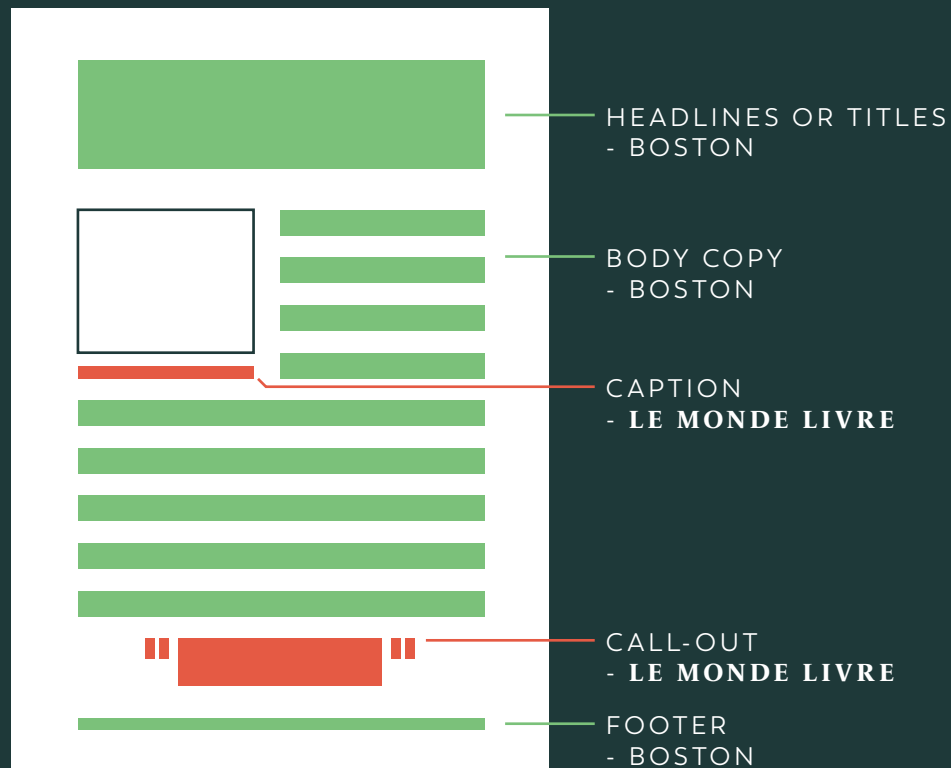 HEADLINES OR TITLES
- BOSTON
BODY COPY
- BOSTON
CAPTION
- LE MONDE LIVRE
CALL-OUT
- LE MONDE LIVRE
FOOTER
- BOSTON